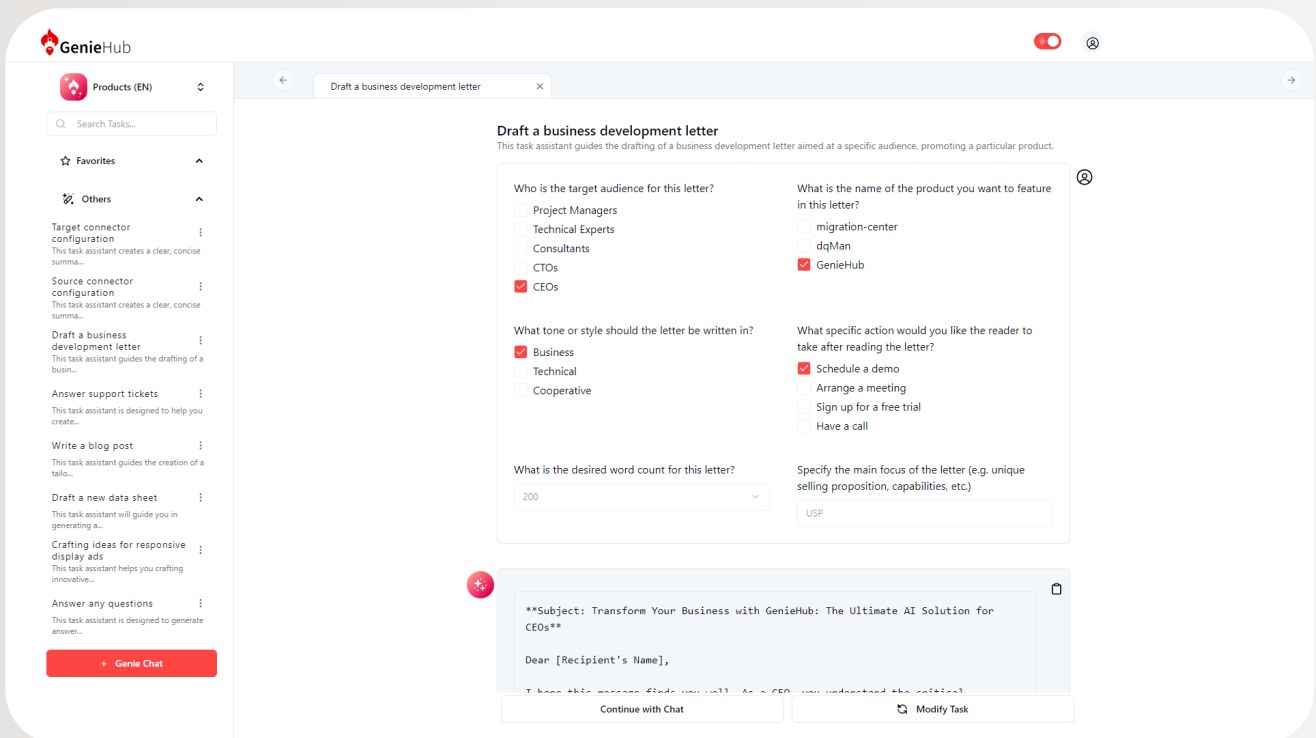 GenieHub
Products (EN)
Search Tasks...
Favorites
Others
Target connector
configuration
This task assistant creates a clear, concise
summa...
Source connector
configuration
This task assistant creates a clear, concise
summa...
Draft a business
development letter
This task assistant guides the drafting of a
busin...
Answer support tickets
This task assistant is designed to help you
create...
Write a blog post
This task assistant guides the creation of a
tailo...
Draft a new data sheet
This task assistant will guide you in
generating a...
Crafting ideas for responsive
display ads
This task assistant helps you crafting
innovative...
Answer any questions
This task assistant is designed to generate
answer...
+ Genie Chat
Draft a business development letter
Draft a business development letter
This task assistant guides the drafting of a business development letter aimed at a specific audience, promoting a particular product.
Who is the target audience for this letter?
Project Managers
Technical Experts
Consultants
CTOs
CEOs
What is the name of the product you want to feature
in this letter?
migration-center
dqMan
GenieHub
What tone or style should the letter be written in?
Business
Technical
Cooperative
What specific action would you like the reader to
take after reading the letter?
Schedule a demo
Arrange a meeting
Sign up for a free trial
Have a call
What is the desired word count for this letter?
200
Specify the main focus of the letter (e.g. unique
selling proposition, capabilities, etc.)
USP
**Subject: Transform Your Business with GenieHub: The Ultimate AI Solution for
CEOs**
Dear [Recipient's Name],
I hope this message finds you well. As a CEO, you understand the critical
Continue with Chat
Modify Task